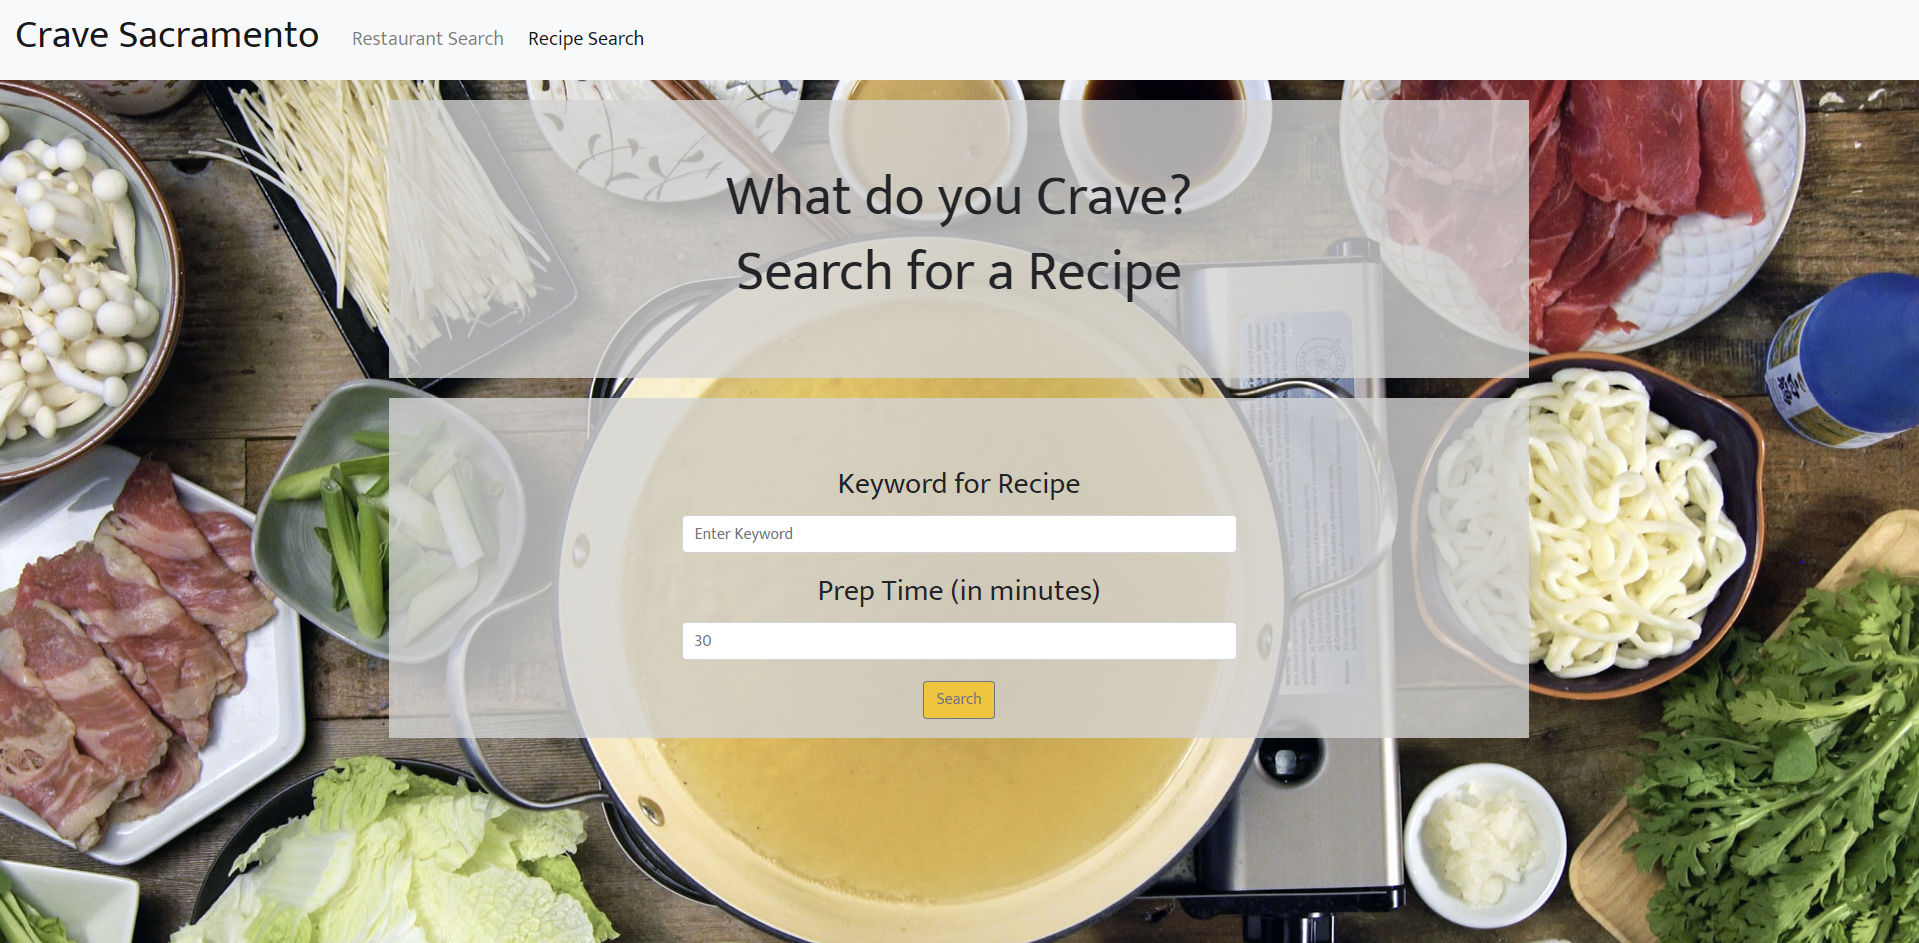 Crave Sacramento
Restaurant Search
Recipe Search
What do you Crave?
Search for a Recipe
Keyword for Recipe
Enter Keyword
Prep Time (in minutes)
30
Search